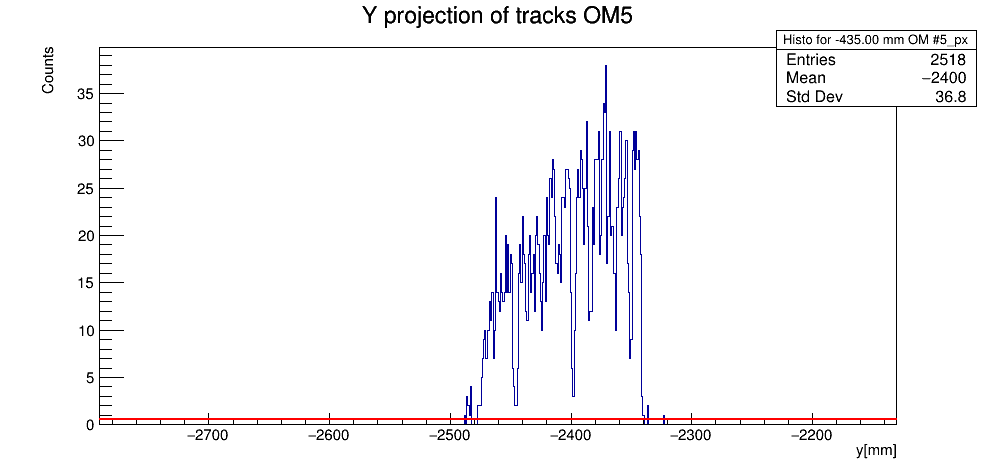 Y projection of tracks OM5
Histo for -435.00 mm OM #5_px
Entries 2518
Mean −2400
Std Dev 36.8
Counts
35
30
25
20
15
10
5
0
−2700 −2600 −2500 −2400 −2300 −2200
y[mm]